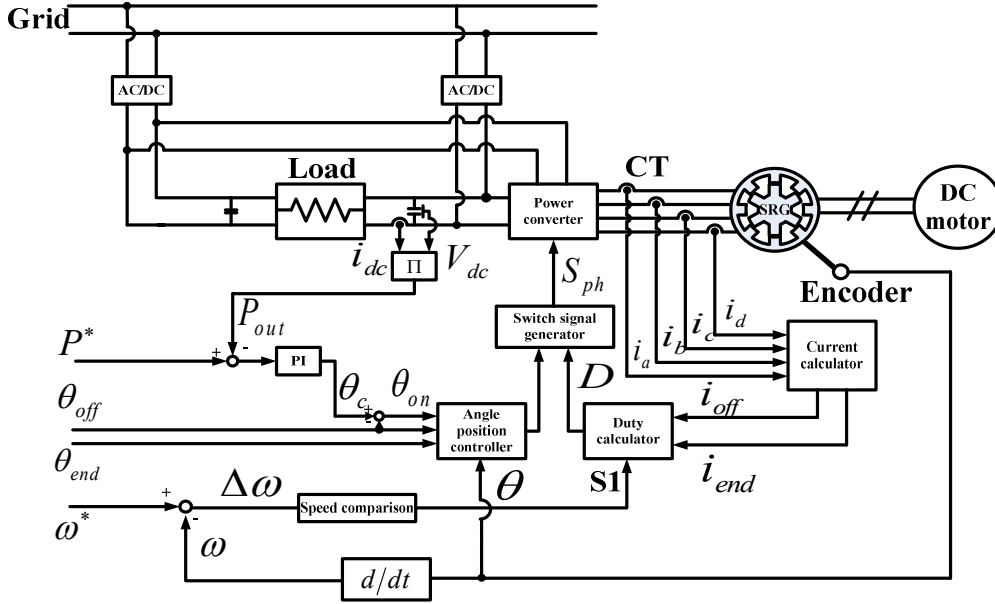 Grid
AC/DC
AC/DC
Load
CT
Power
converter
SRG
DC
motor
i_dc
Π
V_dc
S_ph
Encoder
P_out
Switch signal
generator
i_a
i_b
i_c
i_d
Current
calculator
P*
+
-
PI
θ_off
θ_c
+
-
θ_on
Angle
position
controller
D
Duty
calculator
i_off
i_end
θ_end
S1
ω*
+
-
Δω
Speed comparison
θ
ω
d/dt